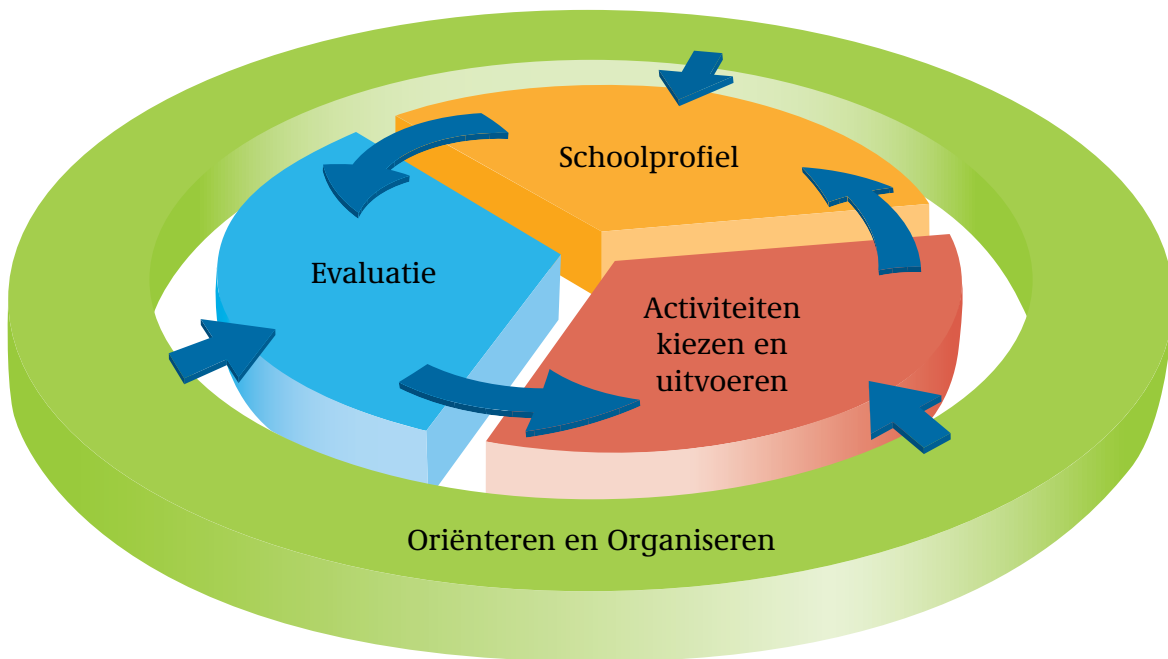 Schoolprofiel
Evaluatie
Activiteiten
kiezen en
uitvoeren
Oriënteren en Organiseren